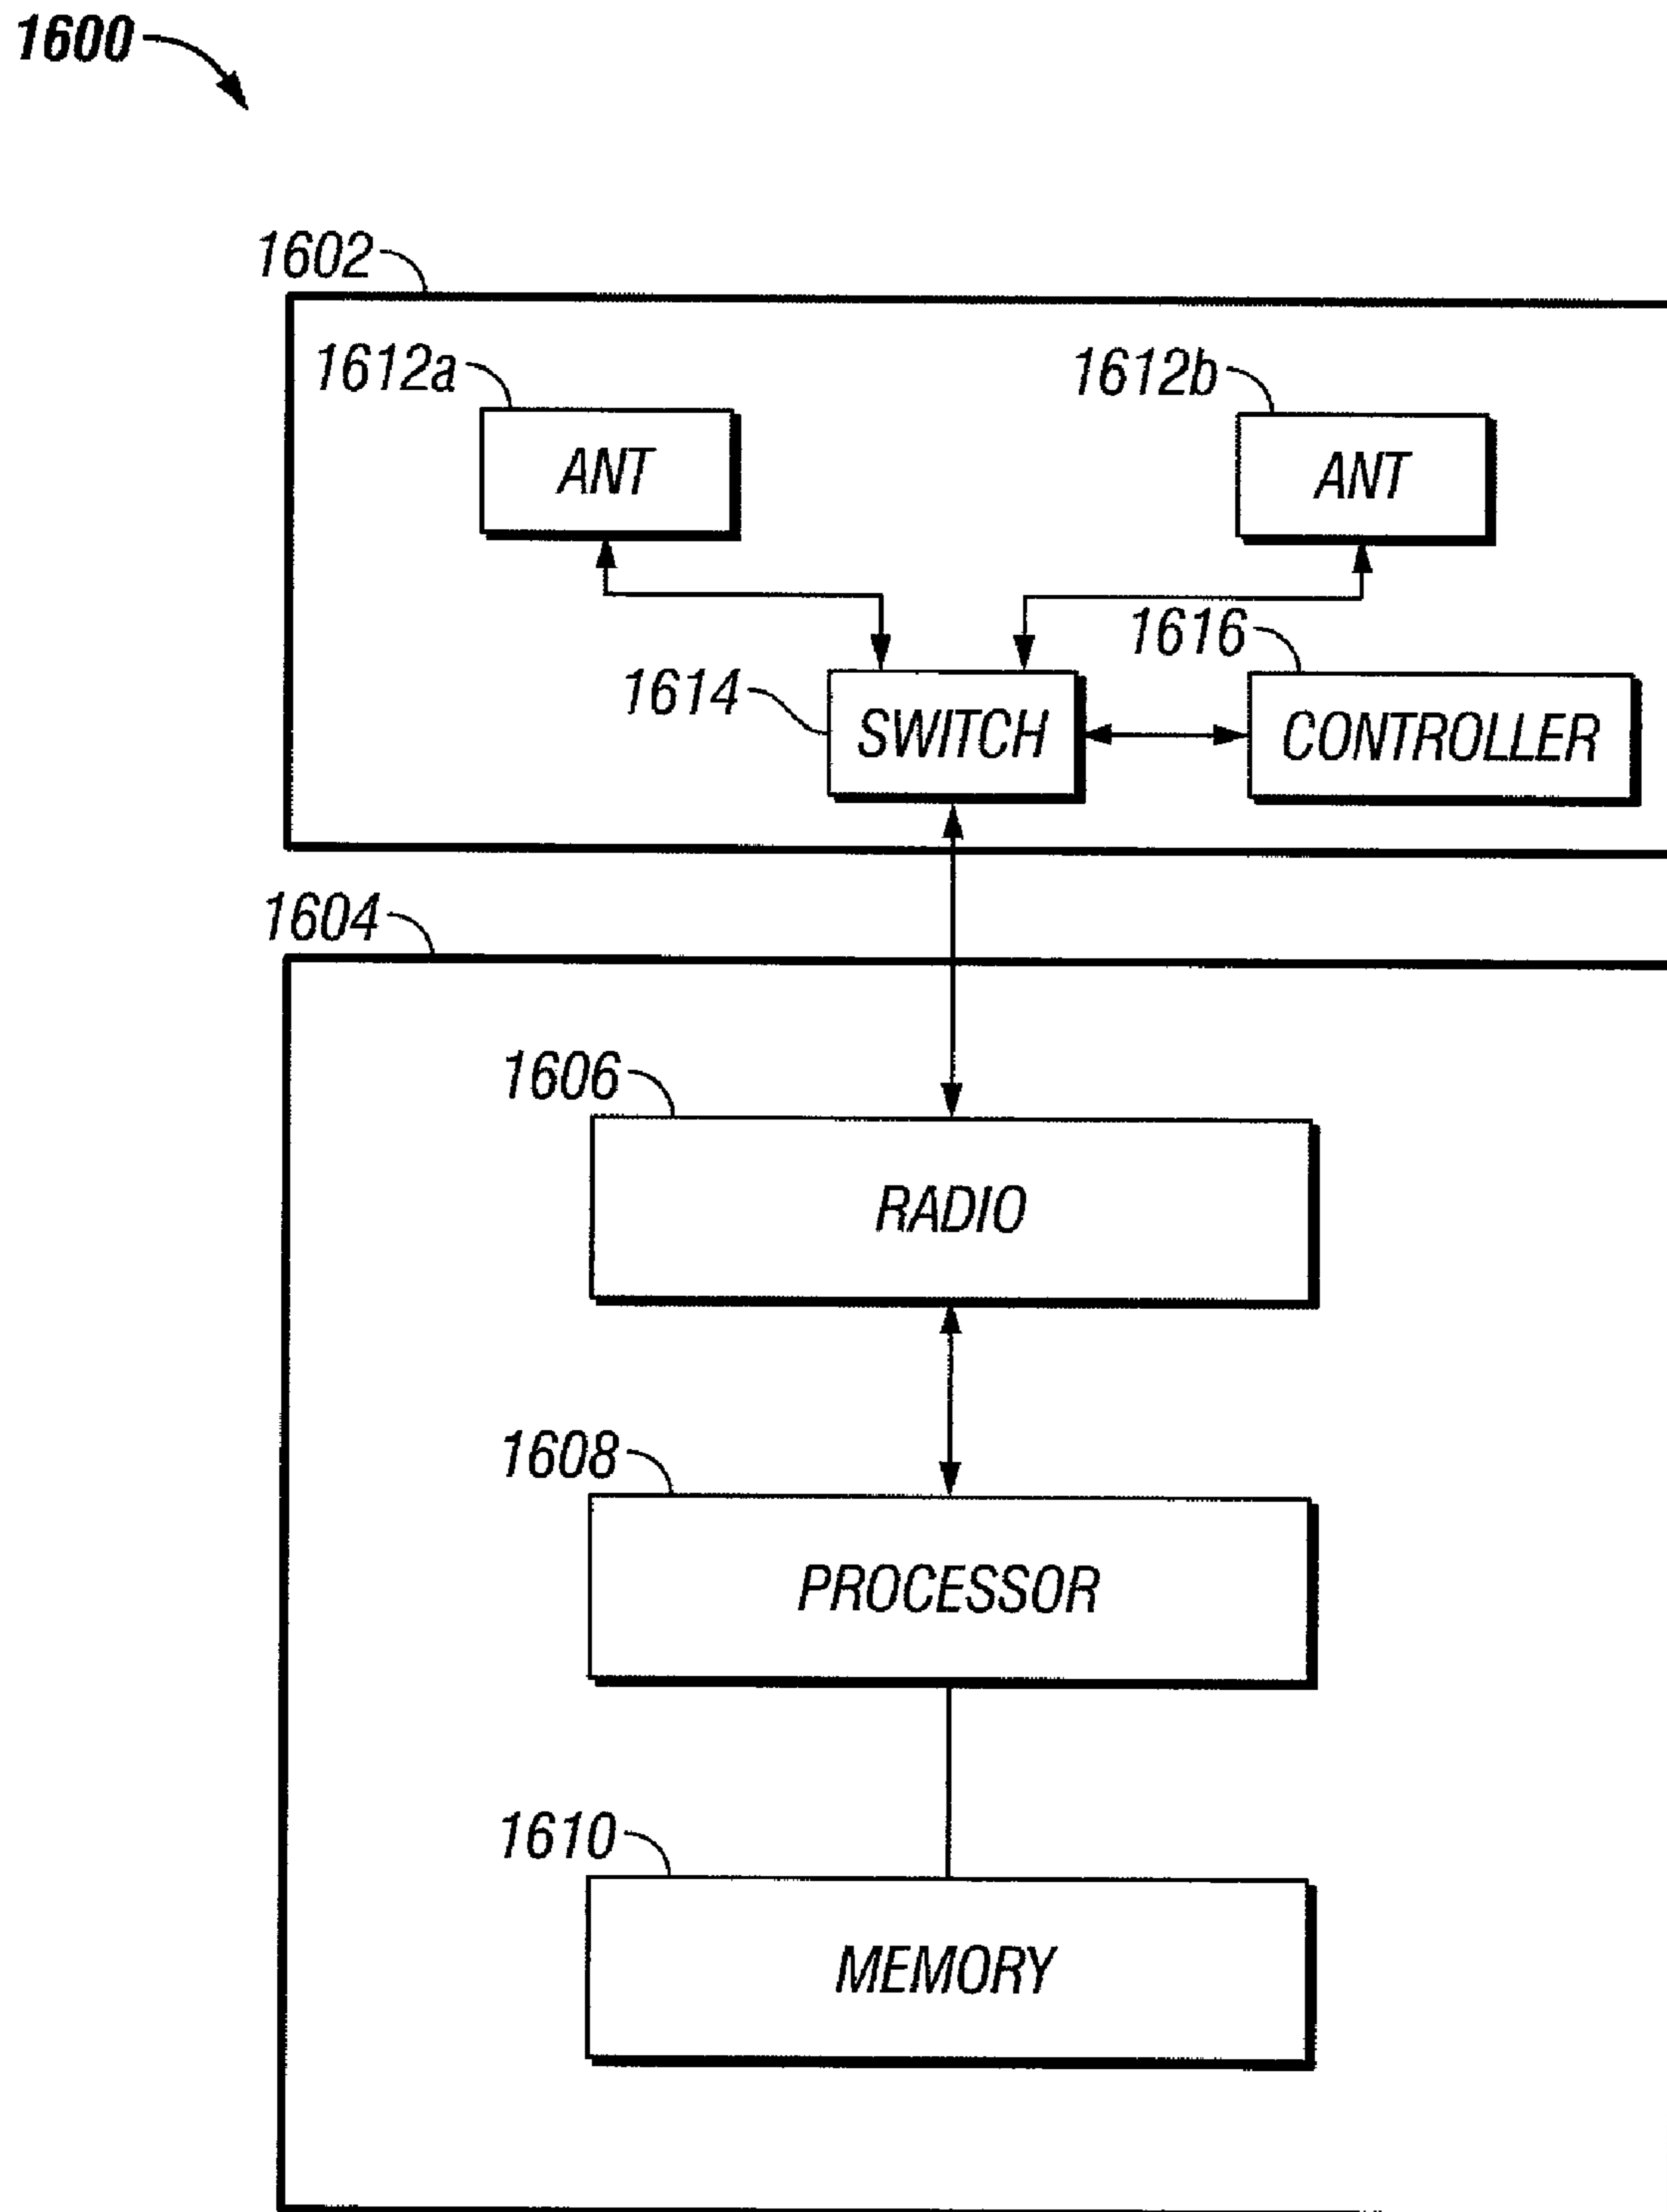 1600
1602
1612a
1612b
ANT
ANT
1616
1614
SWITCH
CONTROLLER
1604
1606
RADIO
1608
PROCESSOR
1610
MEMORY